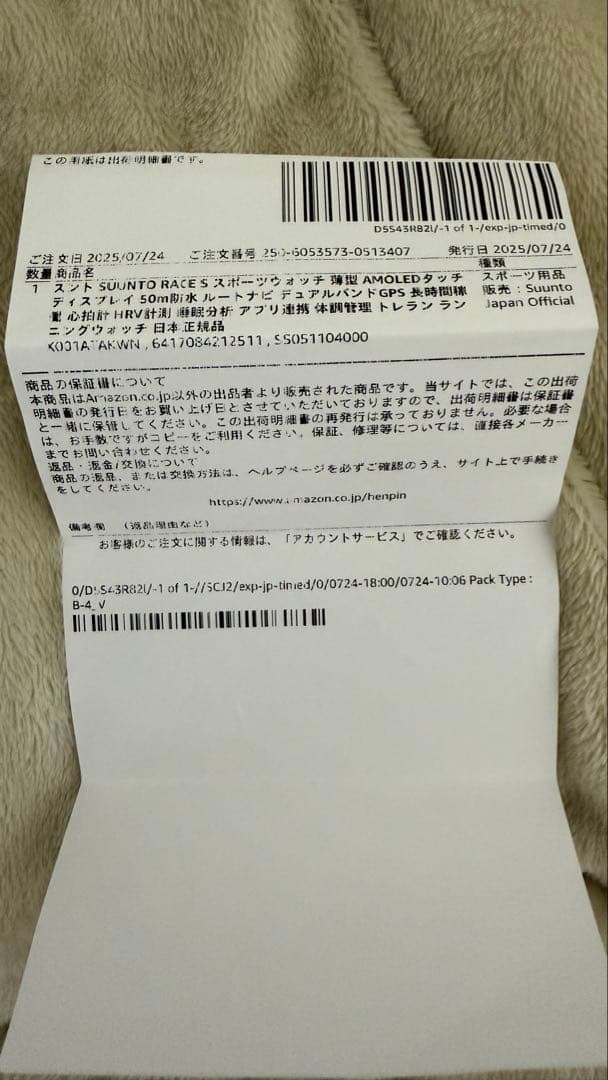 この用紙は出荷明細書です。
D5S43R82l/-1 of 1-/exp-jp-timed/0
ご注文日 2025/07/24 ご注文番号 250-6053573-0513407 発行日 2025/07/24
数量 商品名 種類
1 スント SUUNTO RACE S スポーツウォッチ 薄型 AMOLEDタッチ スポーツ用品
ディスプレイ 50m防水 ルートナビ デュアルバンドGPS 長時間稼 販売：Suunto
働 心拍計 HRV計測 睡眠分析 アプリ連携 体調管理 トレラン ラン Japan Official
ニングウォッチ 日本正規品
K001ATAKWN , 6417084212511 , SS051104000
商品の保証書について
本商品はAmazon.co.jp以外の出品者より販売された商品です。当サイトでは、この出荷
明細書の発行日をお買い上げ日とさせていただいておりますので、出荷明細書は保証書
と一緒に保管してください。この出荷明細書の再発行は承っておりません。必要な場合
は、お手数ですがコピーをご利用ください。保証、修理等については、直接各メーカー
までお問い合わせください。
返品・返金/交換について
商品の返品、または交換方法は、ヘルプページを必ずご確認のうえ、サイト上で手続き
をしてください。
https://www.amazon.co.jp/henpin
備考欄 （返品理由など）
お客様のご注文に関する情報は、「アカウントサービス」でご確認ください。
0/D5S43R82l/-1 of 1-//SCJ2/exp-jp-timed/0/0724-18:00/0724-10:06 Pack Type :
B-4_V